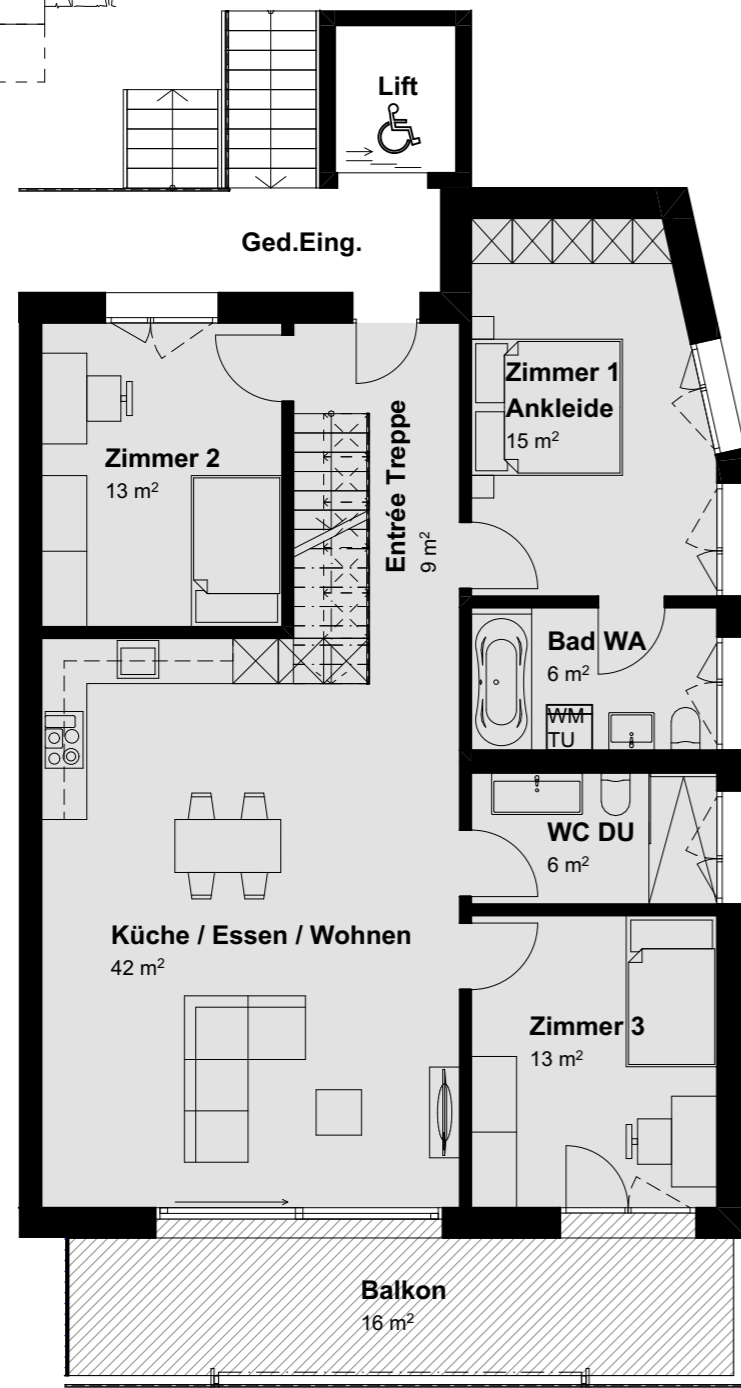 Lift
Ged.Eing.
Zimmer 1
Ankleide
15 m²
Zimmer 2
13 m²
Entrée Treppe
9 m²
Bad WA
6 m²
WM
TU
WC DU
6 m²
Küche / Essen / Wohnen
42 m²
Zimmer 3
13 m²
Balkon
16 m²